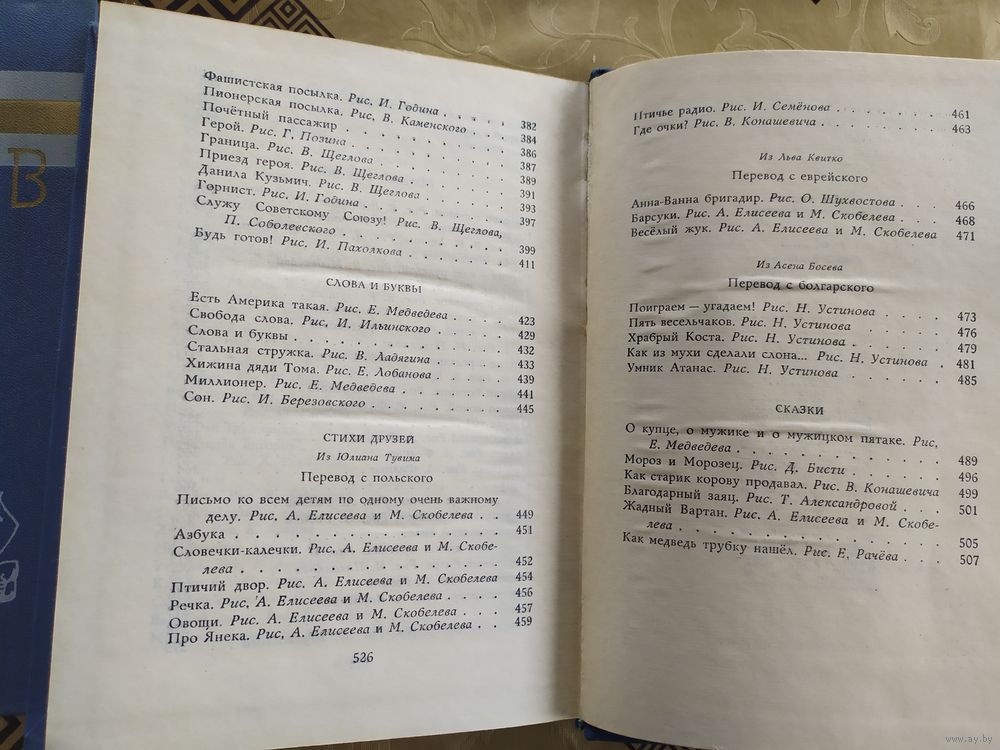 В
Фашистская посылка. Рис. И. Година . . . . . . 382
Пионерская посылка. Рис. В. Каменского . . . . . 384
Почётный пассажир . . . . . . . . . . 386
Герой. Рис. Г. Позина . . . . . . . . . . 387
Граница. Рис. В. Щеглова . . . . . . . . . 389
Приезд героя. Рис. В. Щеглова . . . . . . . 391
Данила Кузьмич. Рис. В. Щеглова . . . . . . 393
Горнист. Рис. И. Година . . . . . . . . . 397
Служу Советскому Союзу! Рис. В. Щеглова,
П. Соболевского . . . . . . . . . . 399
Будь готов! Рис. И. Пахолкова . . . . . . . 411
СЛОВА И БУКВЫ
Есть Америка такая. Рис. Е. Медведева . . . . . 423
Свобода слова. Рис. И. Ильинского . . . . . . 429
Слова и буквы . . . . . . . . . . . . 432
Стальная стружка. Рис. В. Ладягина . . . . . 433
Хижина дяди Тома. Рис. Е. Лобанова . . . . . 439
Миллионер. Рис. Е. Медведева . . . . . . . 441
Сон. Рис. И. Березовского . . . . . . . . 445
СТИХИ ДРУЗЕЙ
Из Юлиана Тувима
Перевод с польского
Письмо ко всем детям по одному очень важному
делу. Рис. А. Елисеева и М. Скобелева . . 449
Азбука . . . . . . . . . . . . . . 451
Словечки-калечки. Рис. А. Елисеева и М. Скобе-
лева . . . . . . . . . . . . . . 452
Птичий двор. Рис. А. Елисеева и М. Скобелева 454
Речка. Рис. А. Елисеева и М. Скобелева . . . . 456
Овощи. Рис. А. Елисеева и М. Скобелева . . . 457
Про Янека. Рис. А. Елисеева и М. Скобелева . . 459
526
Птичье радио. Рис. И. Семёнова . . . . . . . 461
Где очки? Рис. В. Конашевича . . . . . . . . 463
Из Льва Квитко
Перевод с еврейского
Анна-Ванна бригадир. Рис. О. Шухвостова . . . . 466
Барсуки. Рис. А. Елисеева и М. Скобелева . . . . 468
Весёлый жук. Рис. А. Елисеева и М. Скобелева 471
Из Асена Босева
Перевод с болгарского
Поиграем — угадаем! Рис. Н. Устинова . . . . . 473
Пять весельчаков. Рис. Н. Устинова . . . . . . 476
Храбрый Коста. Рис. Н. Устинова . . . . . . . 479
Как из мухи сделали слона... Рис. Н. Устинова . 481
Умник Атанас. Рис. Н. Устинова . . . . . . . 485
СКАЗКИ
О купце, о мужике и о мужицком пятаке. Рис.
Е. Медведева . . . . . . . . . . . . 489
Мороз и Морозец. Рис. Д. Бисти . . . . . . . 496
Как старик корову продавал. Рис. В. Конашевича 499
Благодарный заяц. Рис. Т. Александровой . . . . 501
Жадный Вартан. Рис. А. Елисеева и М. Скобе-
лева . . . . . . . . . . . . . . 505
Как медведь трубку нашёл. Рис. Е. Рачёва . . . 507
www.ay.by